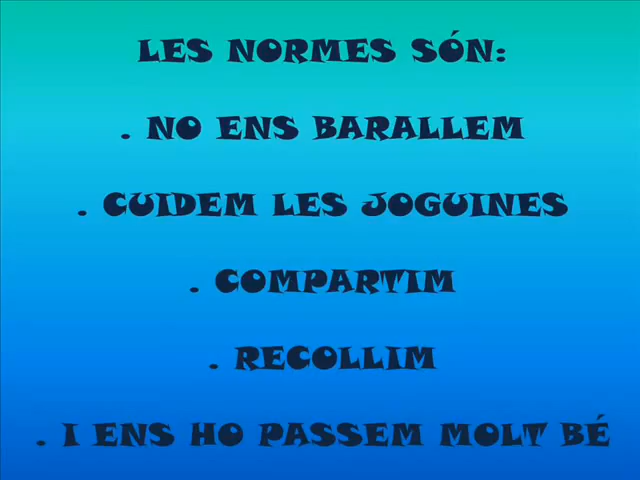 LES NORMES SÓN:
. NO ENS BARALLEM
. CUIDEM LES JOGUINES
. COMPARTIM
. RECOLLIM
. I ENS HO PASSEM MOLT BÉ